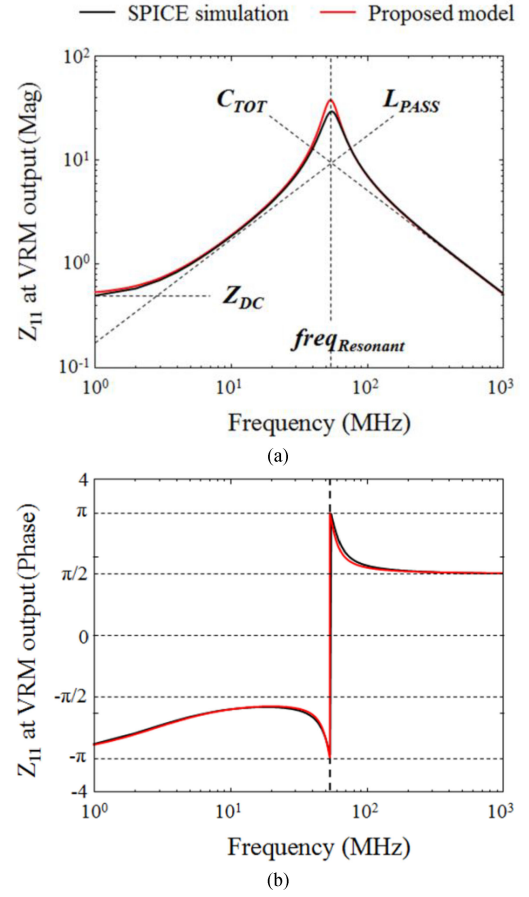 SPICE simulation Proposed model
(a)
Z11 at VRM output (Mag)
10²
10¹
10⁰
10⁻¹
C_TOT
L_PASS
Z_DC
freq_Resonant
10⁰ 10¹ 10² 10³
Frequency (MHz)
(a)
Z11 at VRM output (Phase)
4
π
π/2
0
-π/2
-π
-4
10⁰ 10¹ 10² 10³
Frequency (MHz)
(b)